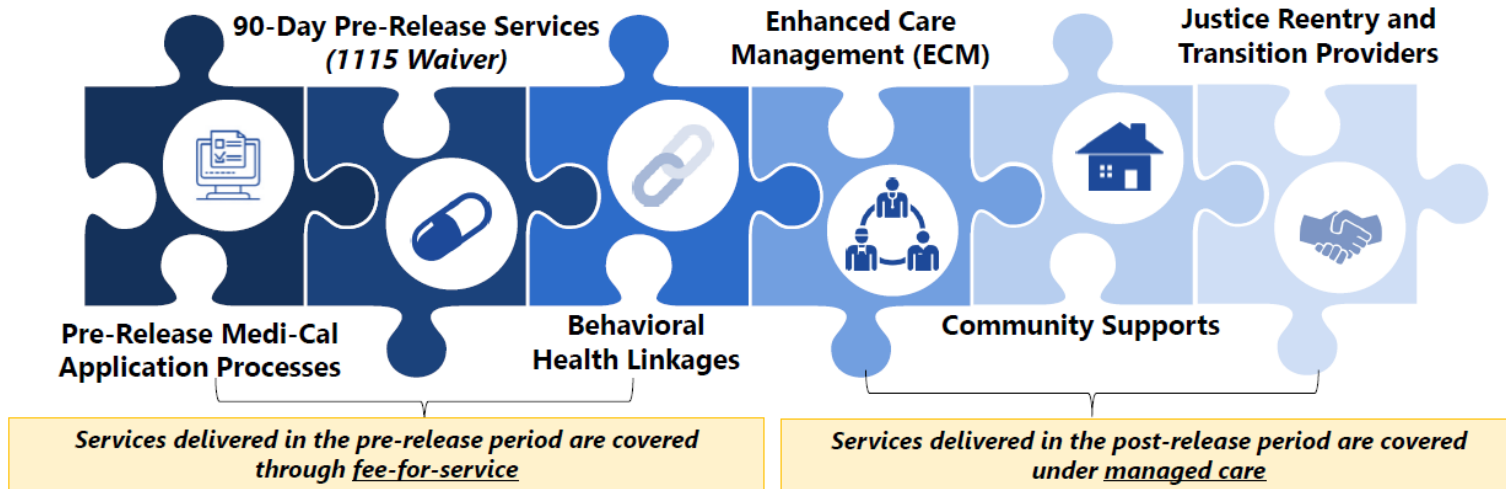 90-Day Pre-Release Services
(1115 Waiver)
Enhanced Care
Management (ECM)
Justice Reentry and
Transition Providers
Pre-Release Medi-Cal
Application Processes
Behavioral
Health Linkages
Community Supports
Services delivered in the pre-release period are covered
through fee-for-service
Services delivered in the post-release period are covered
under managed care